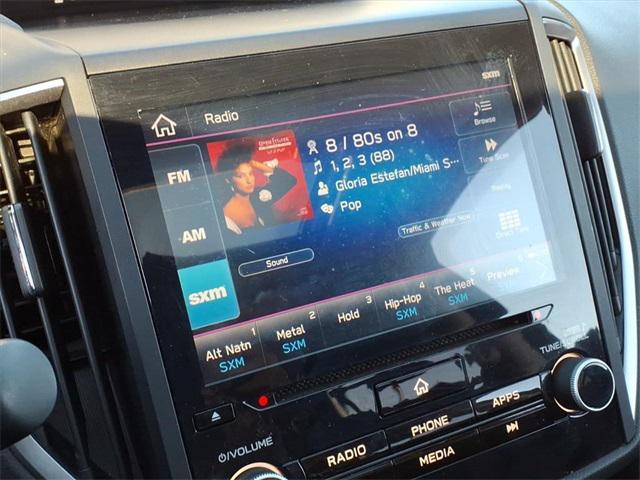 sxm
Radio
Browse
FM
8 / 80s on 8
1, 2, 3 (88)
Tune Scan
Gloria Estefan/Miami S...
Pop
Replay
AM
Traffic & Weather Now
Direct Tune
Sound
sxm
1 2 3 4 5 6
Alt Natn Metal Hold Hip-Hop The Heat Preview
SXM SXM SXM SXM
TUNE
VOLUME
RADIO
PHONE
APPS
MEDIA